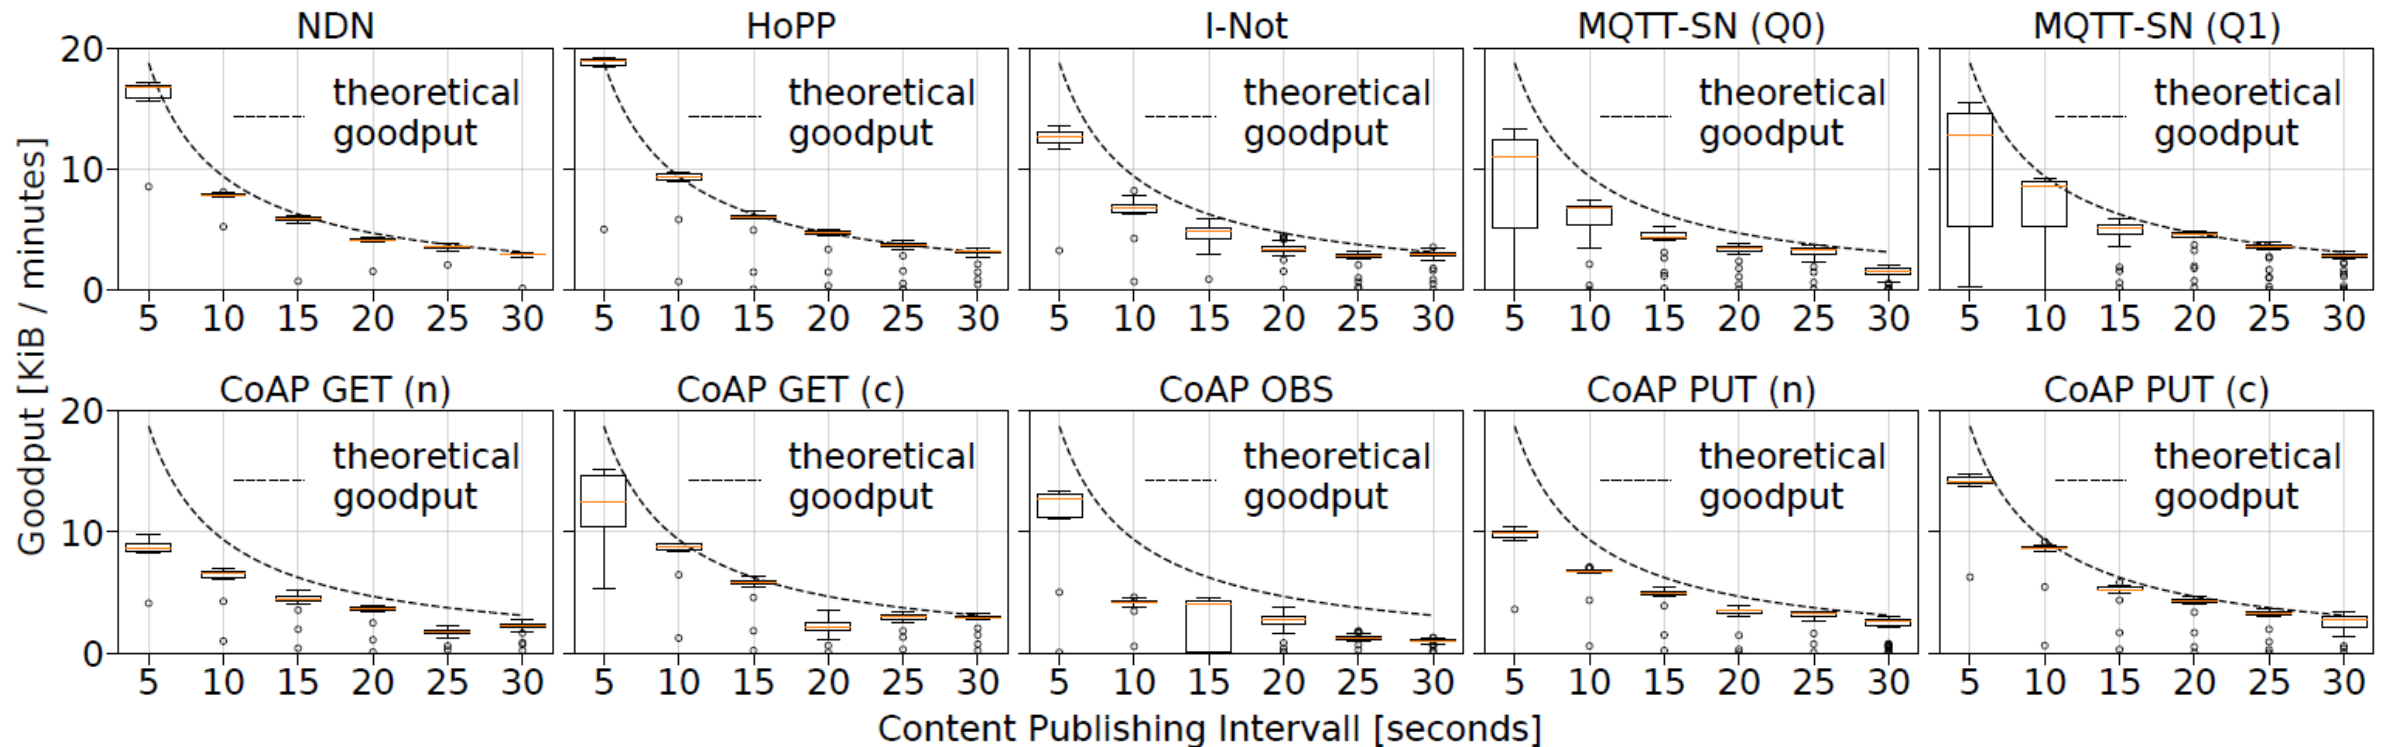 NDN HoPP I-Not MQTT-SN (Q0) MQTT-SN (Q1)
20
theoretical theoretical theoretical theoretical theoretical
goodput goodput goodput goodput goodput
10
0
5 10 15 20 25 30 5 10 15 20 25 30 5 10 15 20 25 30 5 10 15 20 25 30 5 10 15 20 25 30
Goodput [KiB / minutes]
CoAP GET (n) CoAP GET (c) CoAP OBS CoAP PUT (n) CoAP PUT (c)
20
theoretical theoretical theoretical theoretical theoretical
goodput goodput goodput goodput goodput
10
0
5 10 15 20 25 30 5 10 15 20 25 30 5 10 15 20 25 30 5 10 15 20 25 30 5 10 15 20 25 30
Content Publishing Intervall [seconds]